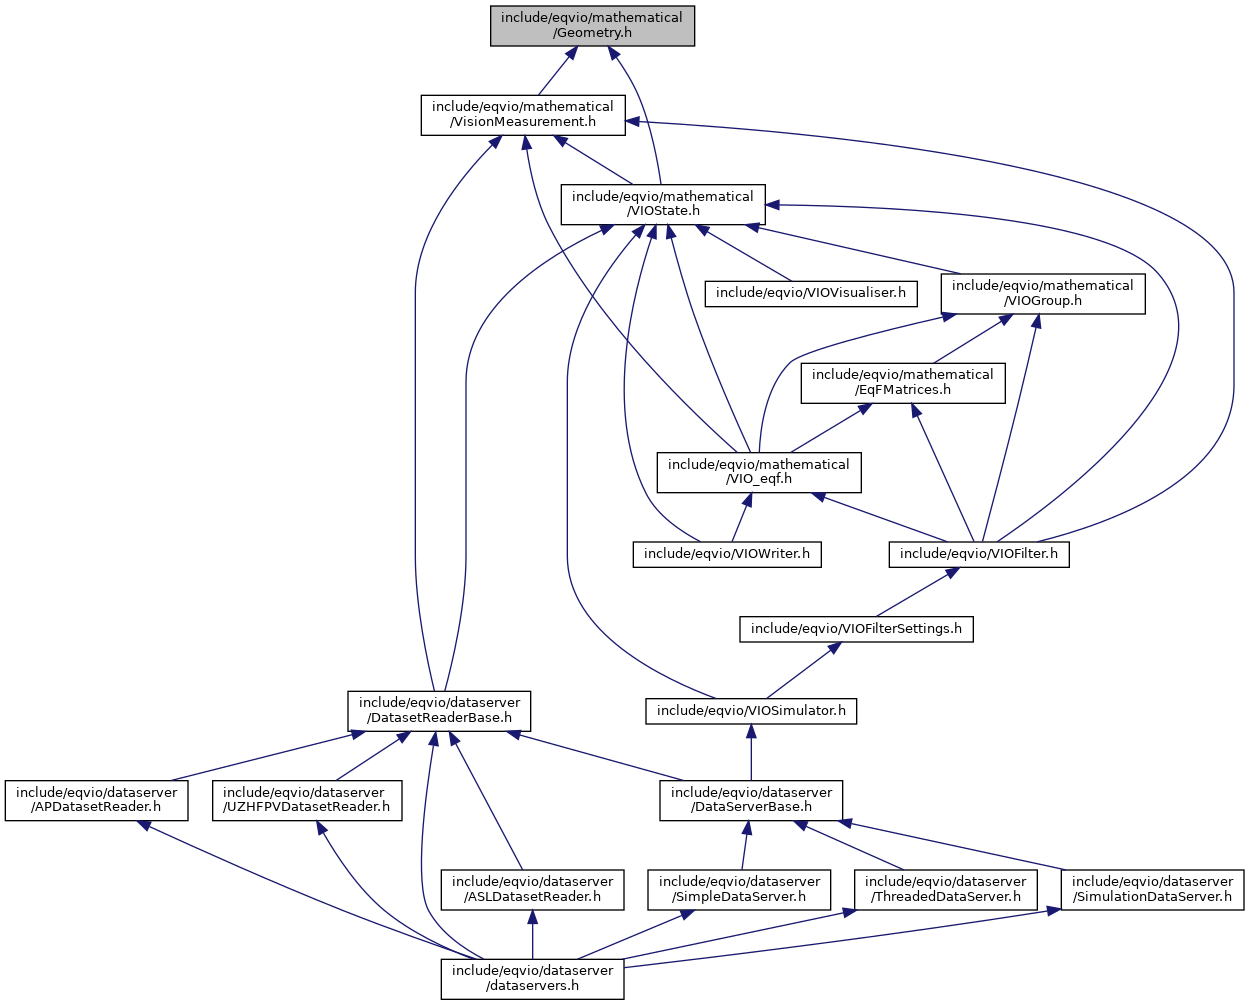 include/eqvio/mathematical
/Geometry.h
include/eqvio/mathematical
/VisionMeasurement.h
include/eqvio/mathematical
/VIOState.h
include/eqvio/VIOVisualiser.h
include/eqvio/mathematical
/VIOGroup.h
include/eqvio/mathematical
/EqFMatrices.h
include/eqvio/mathematical
/VIO_eqf.h
include/eqvio/VIOWriter.h
include/eqvio/VIOFilter.h
include/eqvio/VIOFilterSettings.h
include/eqvio/dataserver
/DatasetReaderBase.h
include/eqvio/VIOSimulator.h
include/eqvio/dataserver
/APDatasetReader.h
include/eqvio/dataserver
/UZHFPVDatasetReader.h
include/eqvio/dataserver
/DataServerBase.h
include/eqvio/dataserver
/ASLDatasetReader.h
include/eqvio/dataserver
/SimpleDataServer.h
include/eqvio/dataserver
/ThreadedDataServer.h
include/eqvio/dataserver
/SimulationDataServer.h
include/eqvio/dataserver
/dataservers.h